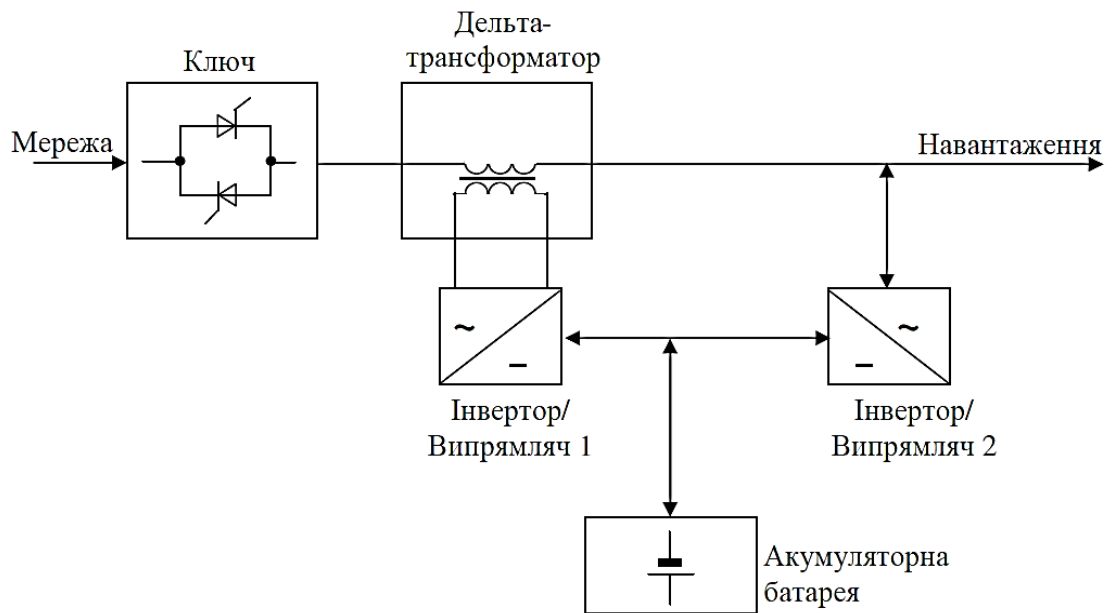 Дельта-
трансформатор
Ключ
Мережа
Навантаження
~
–
~
–
Інвертор/
Випрямляч 1
Інвертор/
Випрямляч 2
Акумуляторна
батарея